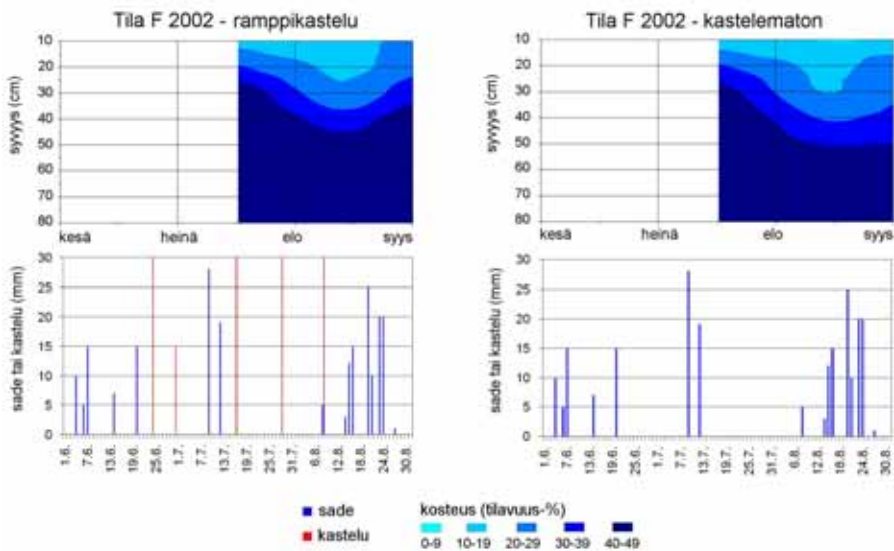 Tila F 2002 - ramppikastelu
syvyys (cm)
10
20
30
40
50
60
70
80
kesä heinä elo syys
Tila F 2002 - kastelematon
syvyys (cm)
10
20
30
40
50
60
70
80
kesä heinä elo syys
sade tai kastelu (mm)
30
25
20
15
10
5
0
1.6. 7.6. 13.6. 19.6. 25.6. 1.7. 7.7. 13.7. 19.7. 25.7. 31.7. 6.8. 12.8. 18.8. 24.8. 30.8.
sade tai kastelu (mm)
30
25
20
15
10
5
0
1.6. 7.6. 13.6. 19.6. 25.6. 1.7. 7.7. 13.7. 19.7. 25.7. 31.7. 6.8. 12.8. 18.8. 24.8. 30.8.
sade
kastelu
kosteus (tilavuus-%)
0-9 10-19 20-29 30-39 40-49